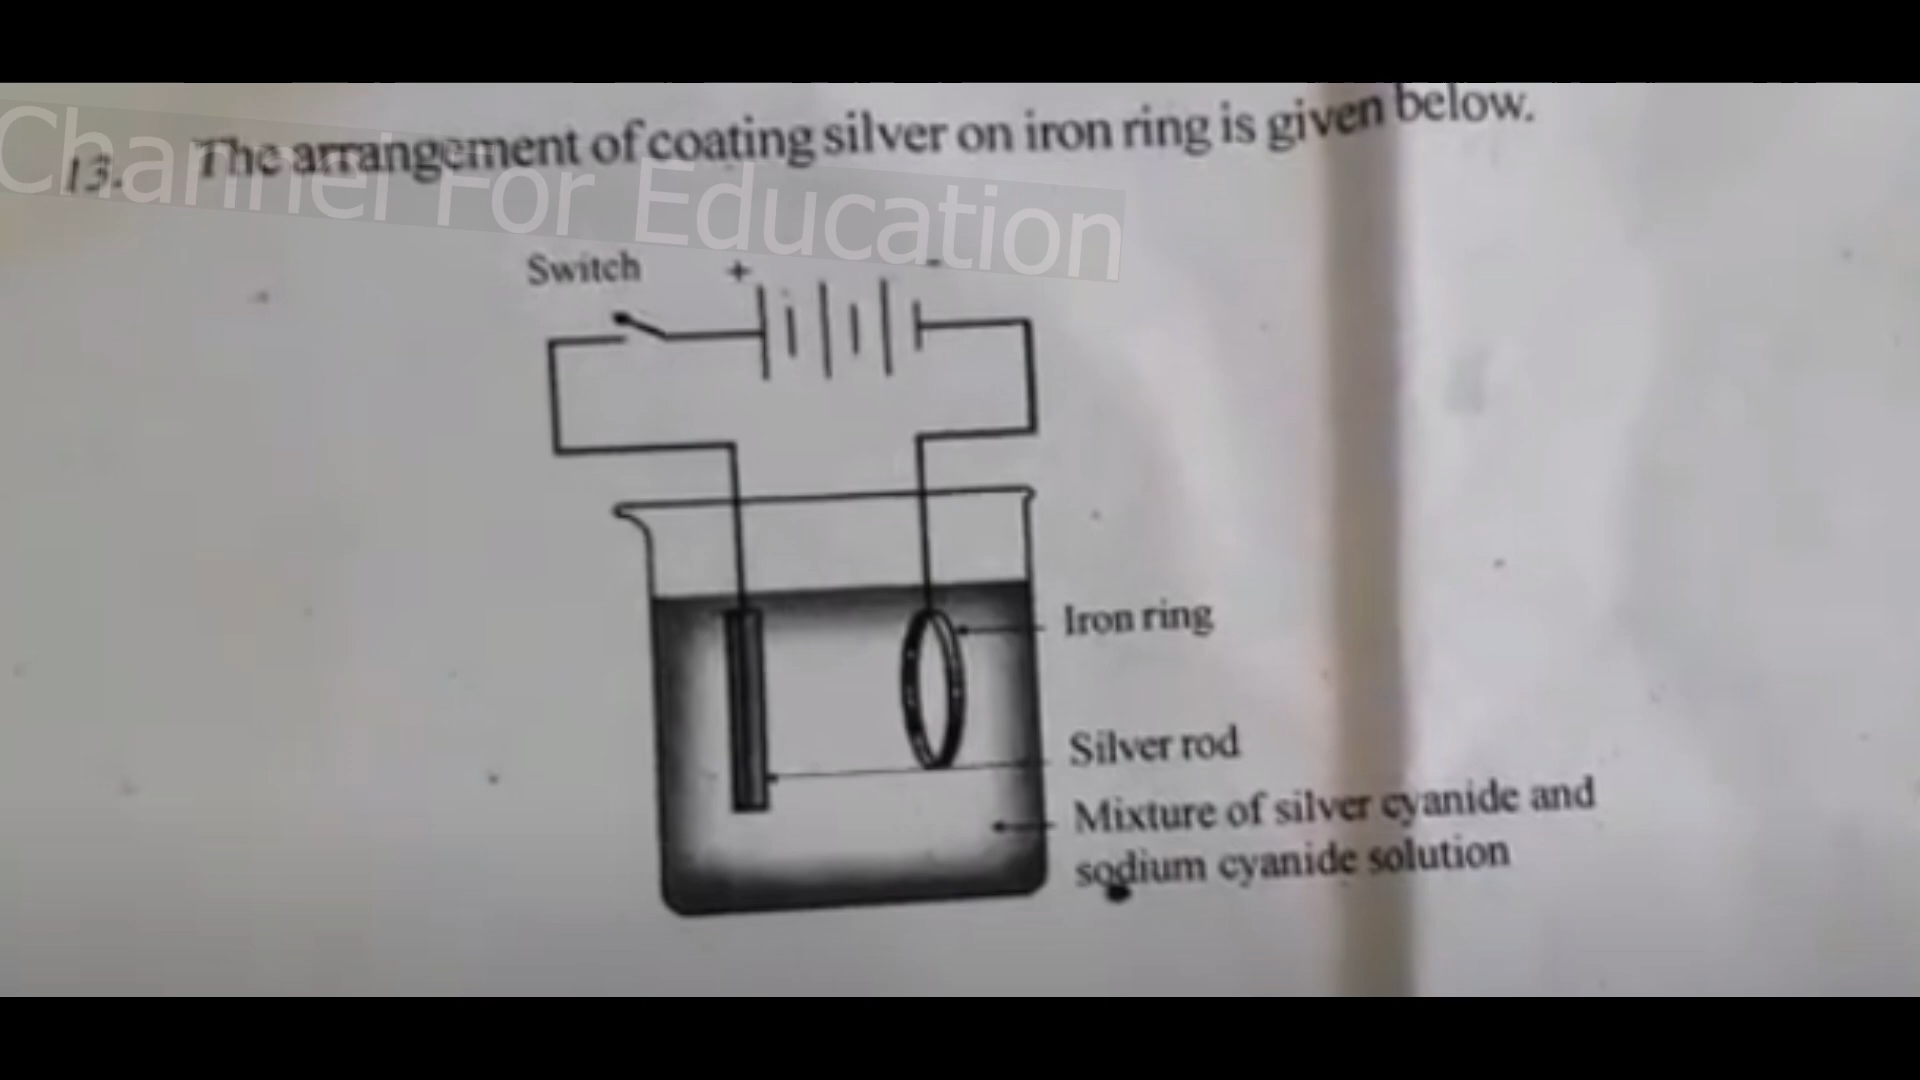 Channel For Education
13. The arrangement of coating silver on iron ring is given below.
Switch + -
Iron ring
Silver rod
Mixture of silver cyanide and
sodium cyanide solution